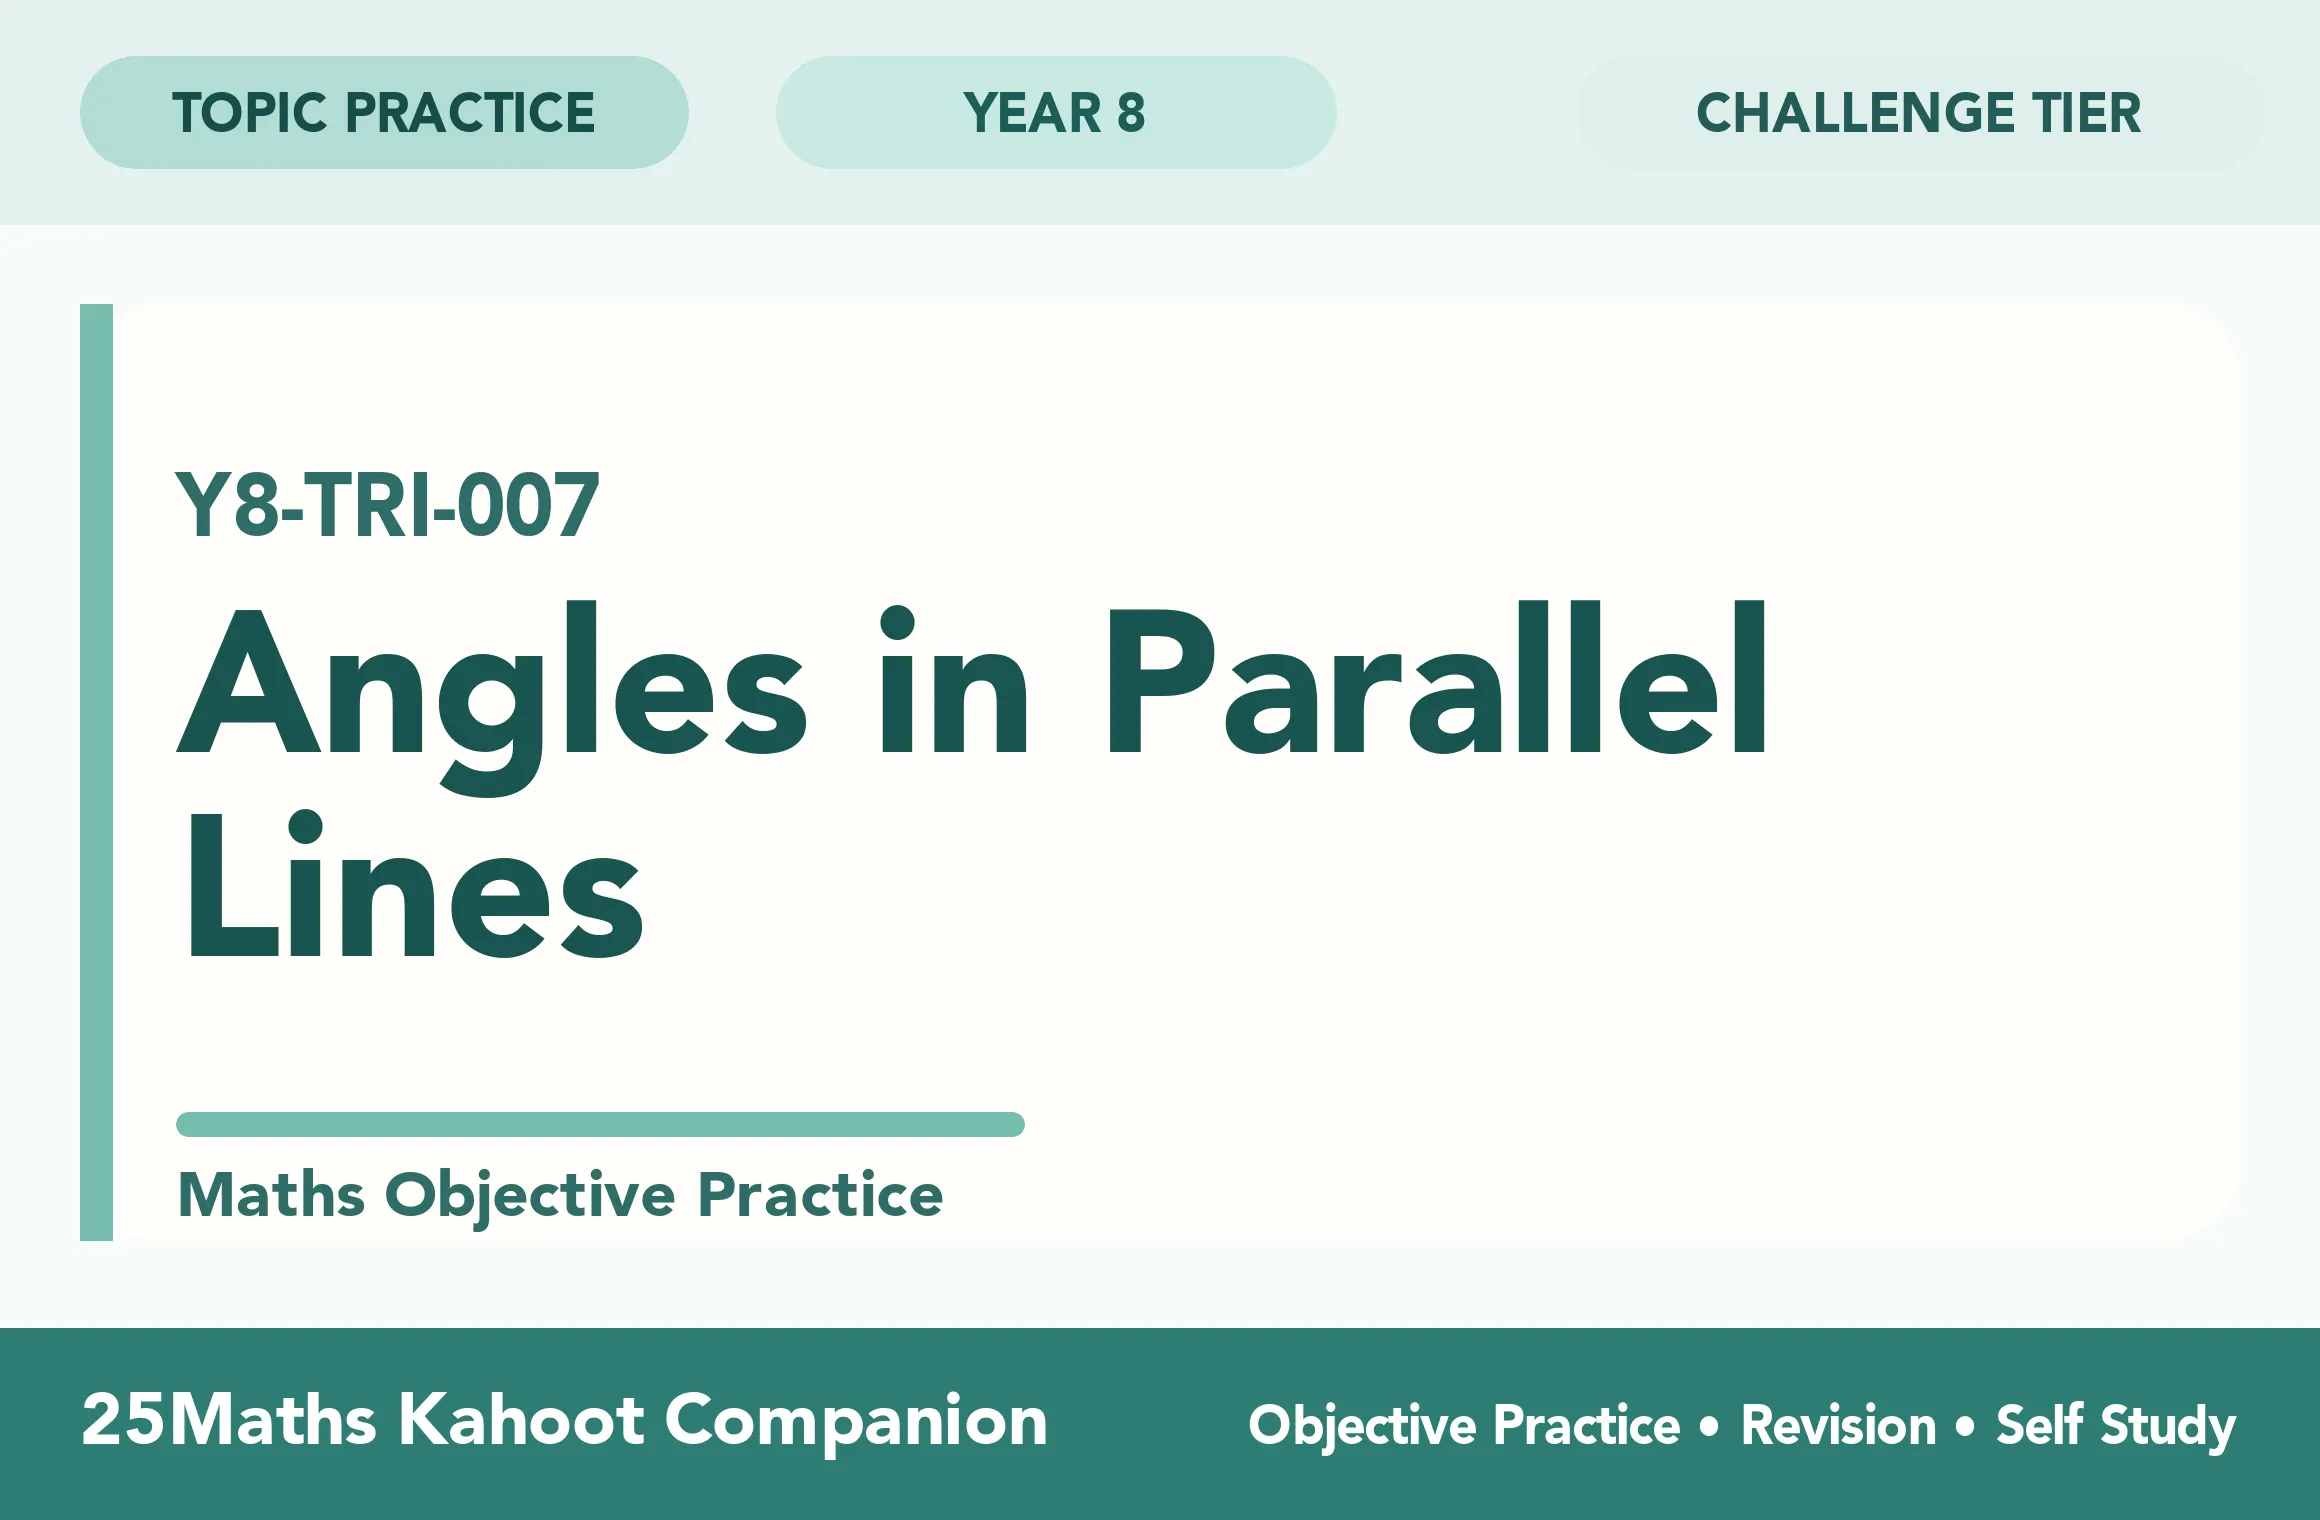 TOPIC PRACTICE
YEAR 8
CHALLENGE TIER
Y8-TRI-007
Angles in Parallel
Lines
Maths Objective Practice
25Maths Kahoot Companion
Objective Practice • Revision • Self Study